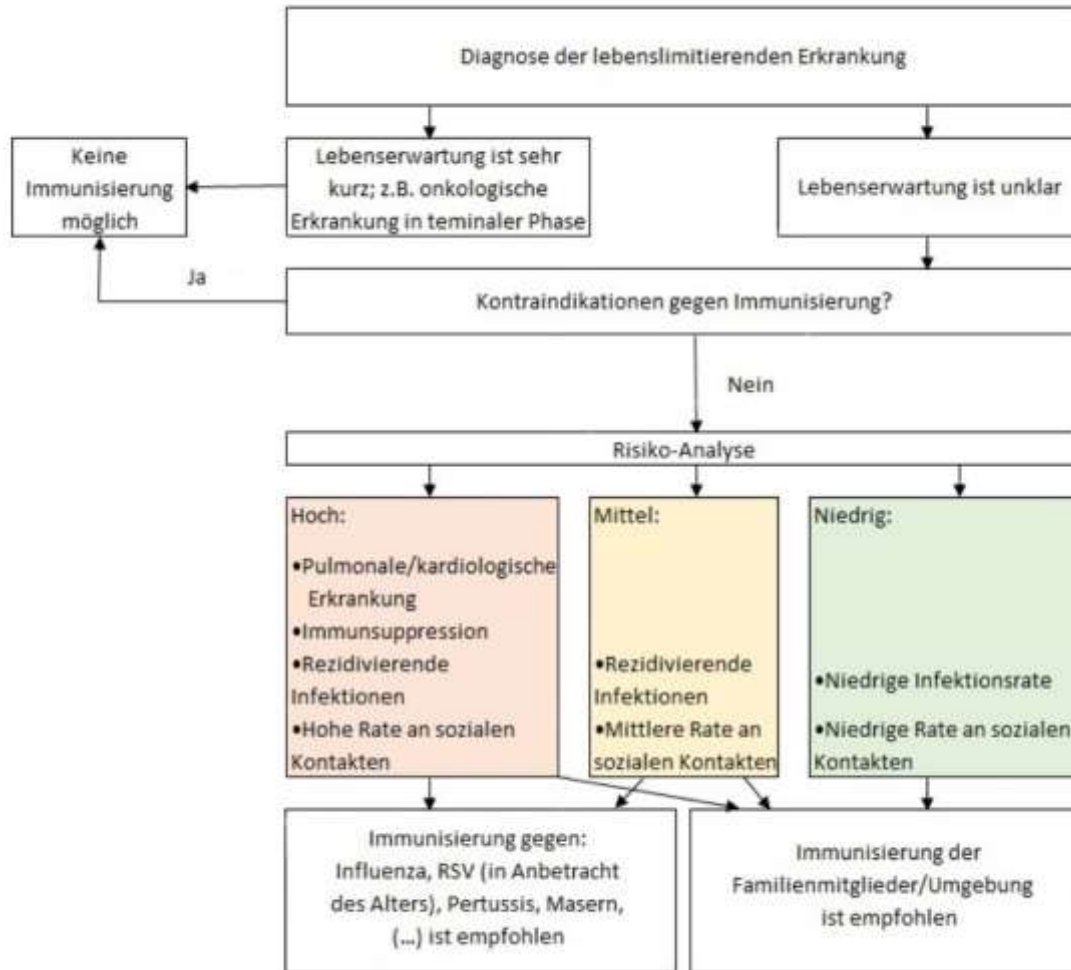 Diagnose der lebenslimitierenden Erkrankung
Keine
Immunisierung
möglich
Lebenserwartung ist sehr
kurz; z.B. onkologische
Erkrankung in teminaler Phase
Lebenserwartung ist unklar
Ja
Kontraindikationen gegen Immunisierung?
Nein
Risiko-Analyse
Hoch:
•Pulmonale/kardiologische
Erkrankung
•Immunsuppression
•Rezidivierende
Infektionen
•Hohe Rate an sozialen
Kontakten
Mittel:
•Rezidivierende
Infektionen
•Mittlere Rate an
sozialen Kontakten
Niedrig:
•Niedrige Infektionsrate
•Niedrige Rate an sozialen
Kontakten
Immunisierung gegen:
Influenza, RSV (in Anbetracht
des Alters), Pertussis, Masern,
(...) ist empfohlen
Immunisierung der
Familienmitglieder/Umgebung
ist empfohlen